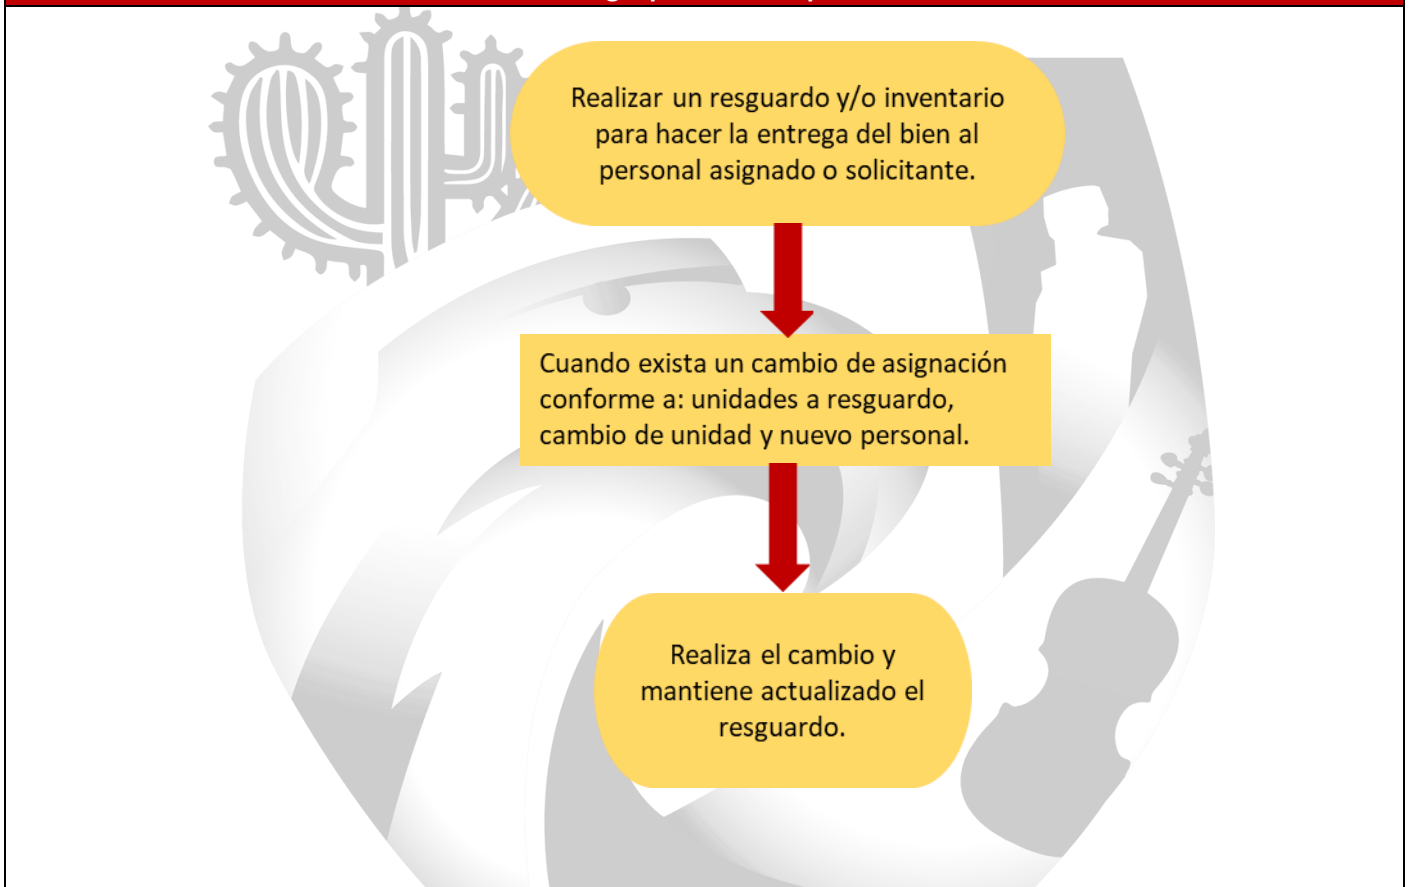 Realizar un resguardo y/o inventario
para hacer la entrega del bien al
personal asignado o solicitante.
Cuando exista un cambio de asignación
conforme a: unidades a resguardo,
cambio de unidad y nuevo personal.
Realiza el cambio y
mantiene actualizado el
resguardo.